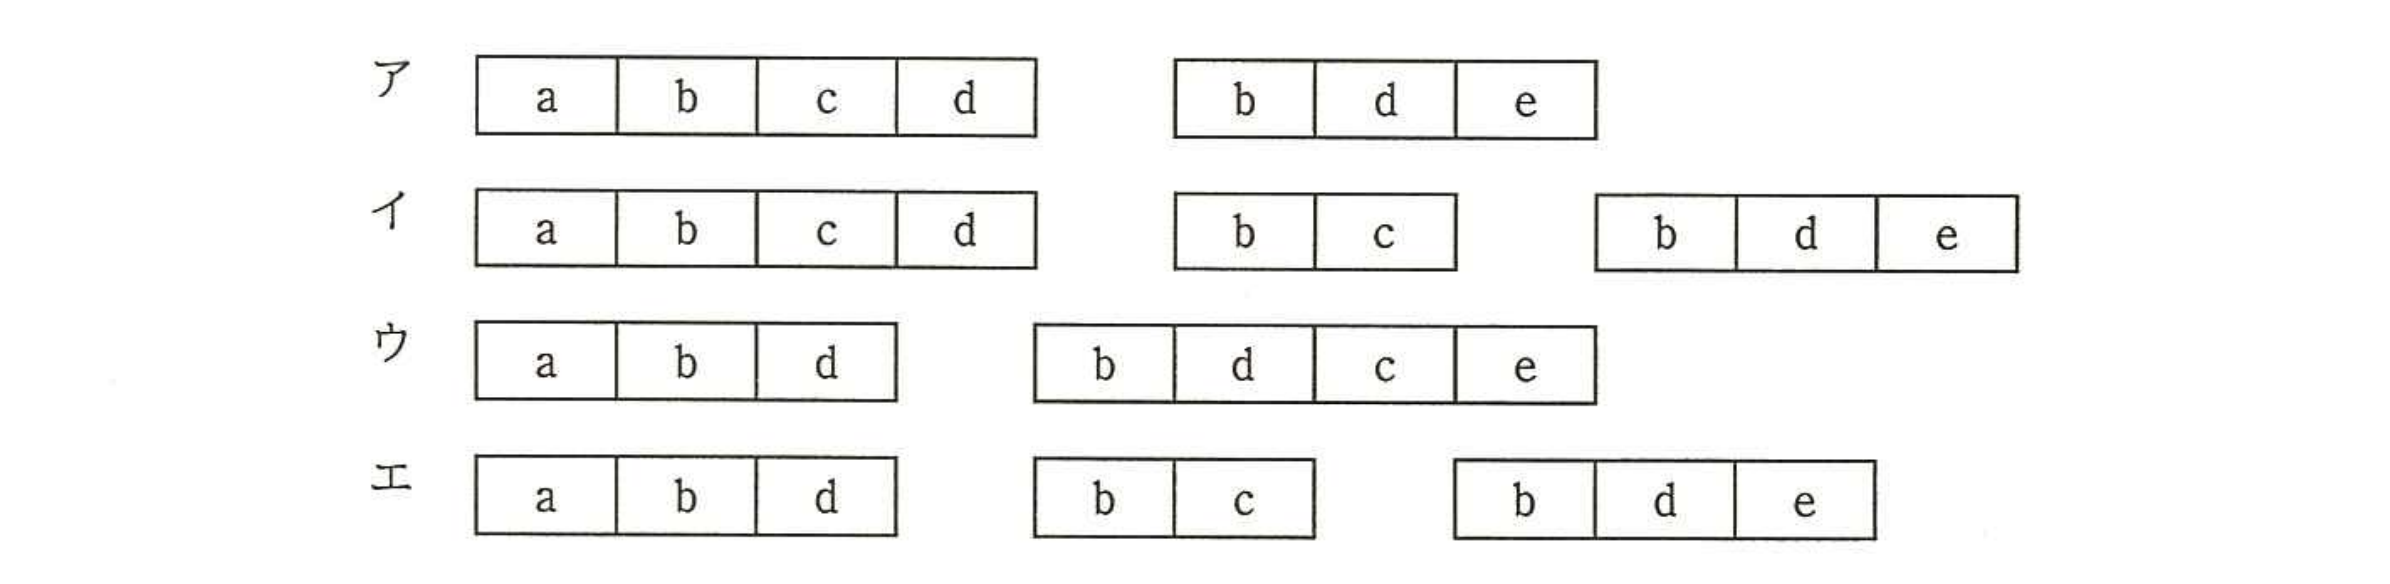 ア a b c d b d e
イ a b c d b c b d e
ウ a b d b d c e
エ a b d b c b d e